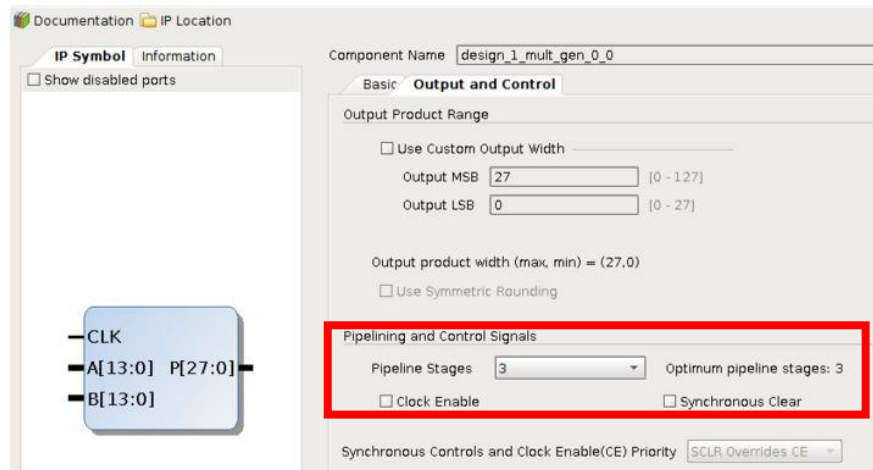 Documentation IP Location
IP Symbol Information
Show disabled ports
CLK
A[13:0] P[27:0]
B[13:0]
Component Name design_1_mult_gen_0_0
Basic Output and Control
Output Product Range
Use Custom Output Width
Output MSB 27 [0 - 127]
Output LSB 0 [0 - 27]
Output product width (max, min) = (27,0)
Use Symmetric Rounding
Pipelining and Control Signals
Pipeline Stages 3 Optimum pipeline stages: 3
Clock Enable Synchronous Clear
Synchronous Controls and Clock Enable(CE) Priority SCLR Overrides CE